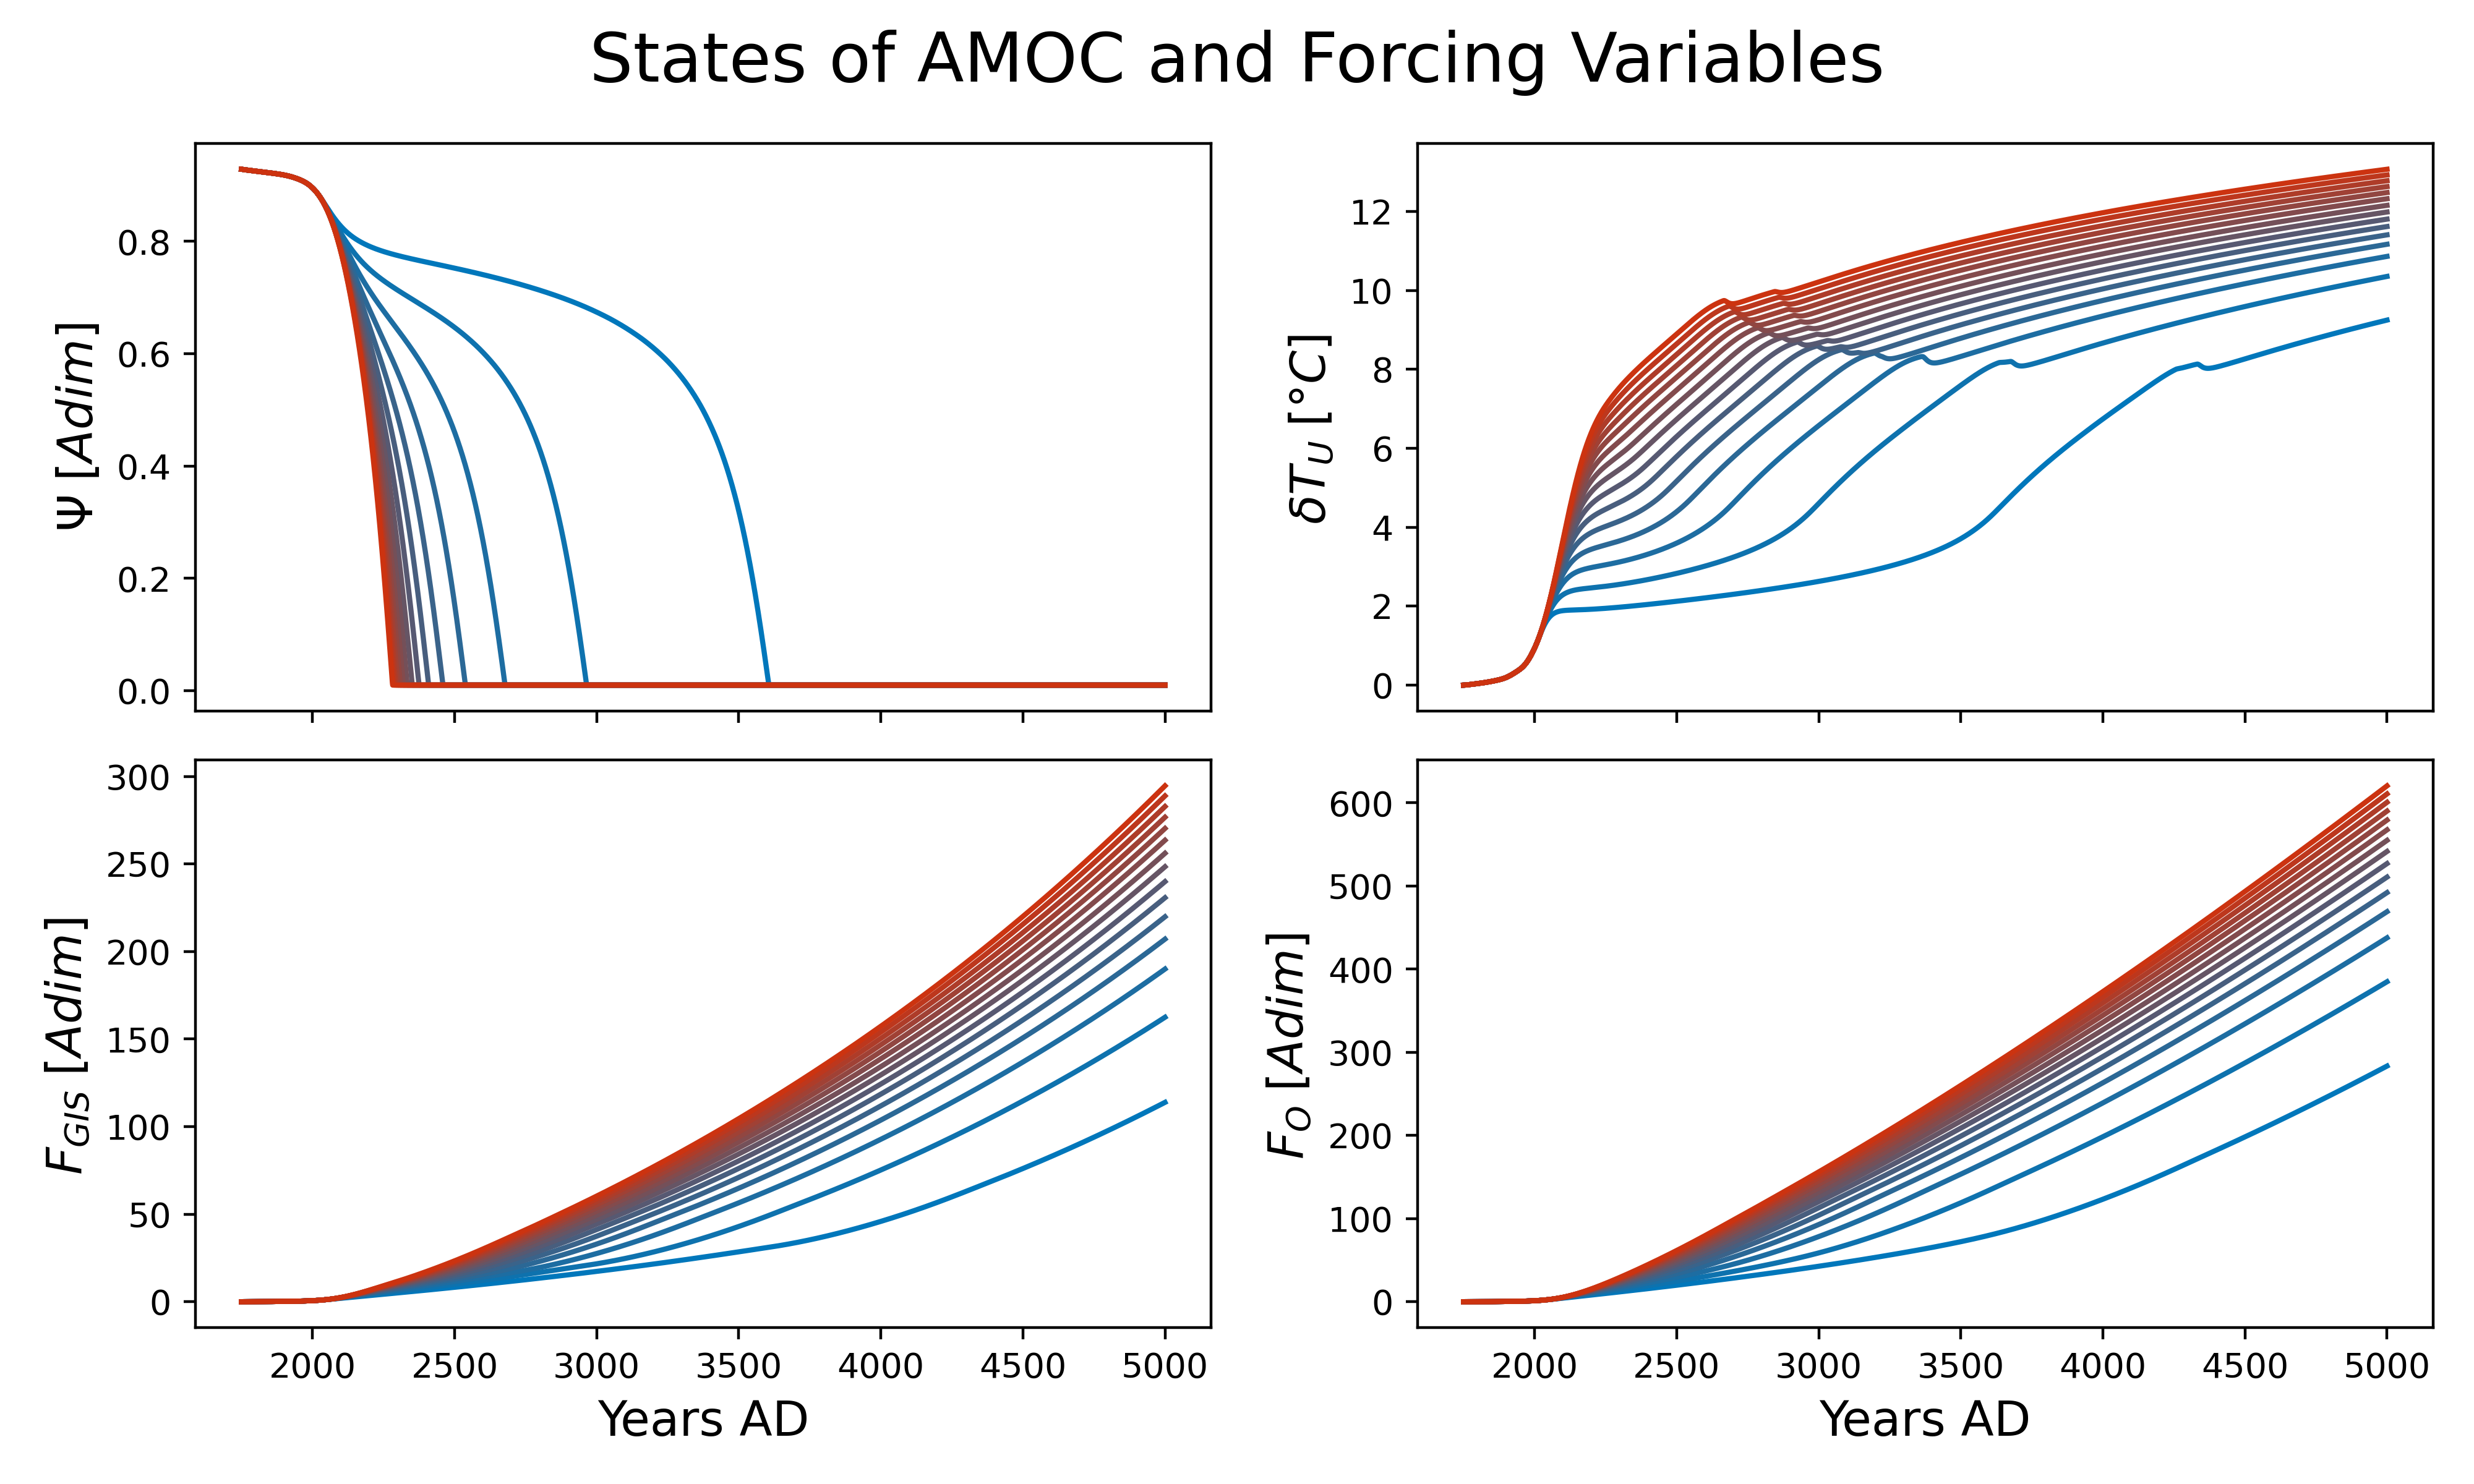 States of AMOC and Forcing Variables
Ψ [Adim]
0.8
0.6
0.4
0.2
0.0
δT_U [°C]
12
10
8
6
4
2
0
F_GIS [Adim]
300
250
200
150
100
50
0
2000 2500 3000 3500 4000 4500 5000
Years AD
F_O [Adim]
600
500
400
300
200
100
0
2000 2500 3000 3500 4000 4500 5000
Years AD